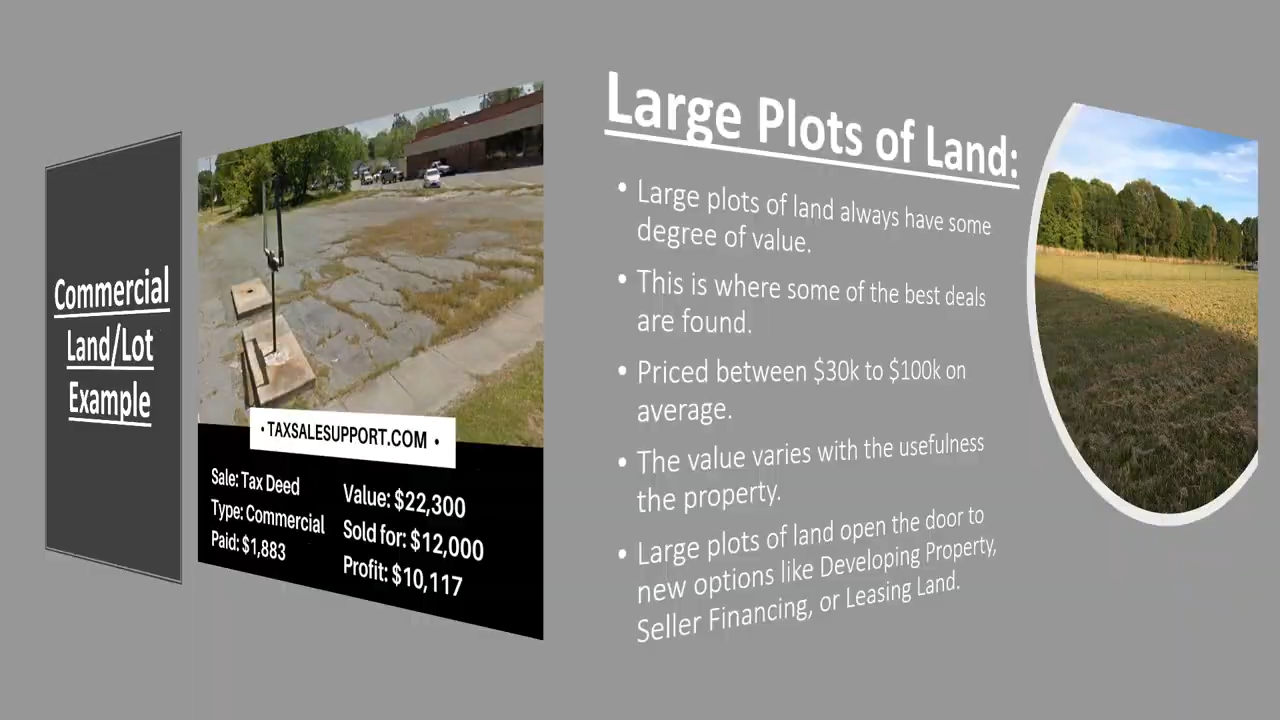 Commercial
Land/Lot
Example
• TAXSALESUPPORT.COM •
Sale: Tax Deed
Type: Commercial
Paid: $1,883
Value: $22,300
Sold for: $12,000
Profit: $10,117
Large Plots of Land:
• Large plots of land always have some
degree of value.
• This is where some of the best deals
are found.
• Priced between $30k to $100k on
average.
• The value varies with the usefulness
the property.
• Large plots of land open the door to
new options like Developing Property,
Seller Financing, or Leasing Land.